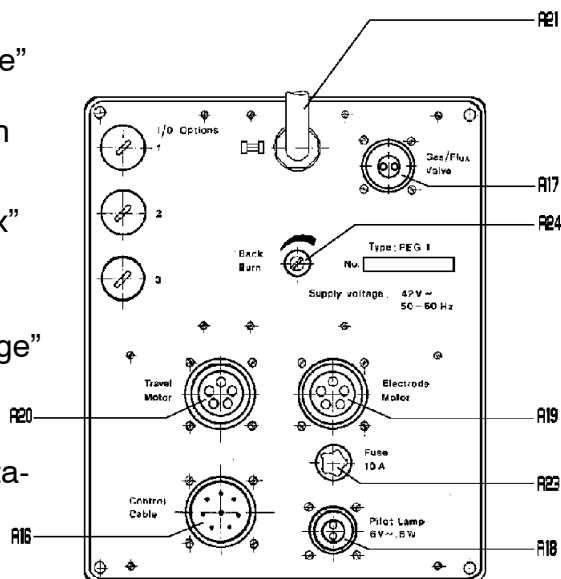 A21
e”
n
x”
ge”
ta-
I/O Options
1
2
3
Gas/Flux
Valve
A17
A24
Back
Burn
Type: PEG 1
No.
Supply voltage. 42V~
50-60 Hz
Travel
Motor
Electrode
Motor
A20
A19
Fuse
10 A
A23
Control
Cable
Pilot Lamp
6V~, 6W
A16
A18